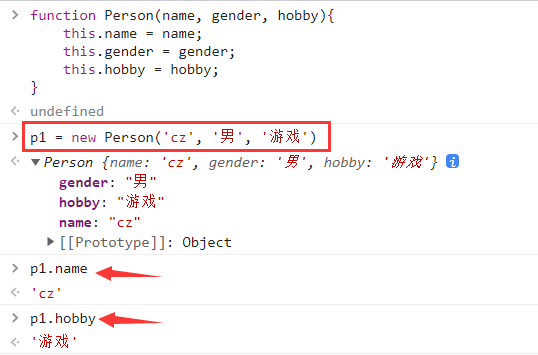 function Person(name, gender, hobby){
this.name = name;
this.gender = gender;
this.hobby = hobby;
}
undefined
p1 = new Person('cz', '男', '游戏')
Person {name: 'cz', gender: '男', hobby: '游戏'}
gender: "男"
hobby: "游戏"
name: "cz"
[[Prototype]]: Object
p1.name
'cz'
p1.hobby
'游戏'